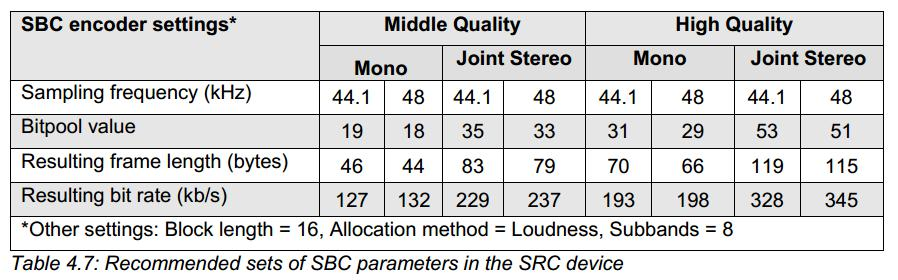 SBC encoder settings* Middle Quality High Quality
Mono Joint Stereo Mono Joint Stereo
Sampling frequency (kHz) 44.1 48 44.1 48 44.1 48 44.1 48
Bitpool value 19 18 35 33 31 29 53 51
Resulting frame length (bytes) 46 44 83 79 70 66 119 115
Resulting bit rate (kb/s) 127 132 229 237 193 198 328 345
*Other settings: Block length = 16, Allocation method = Loudness, Subbands = 8
Table 4.7: Recommended sets of SBC parameters in the SRC device